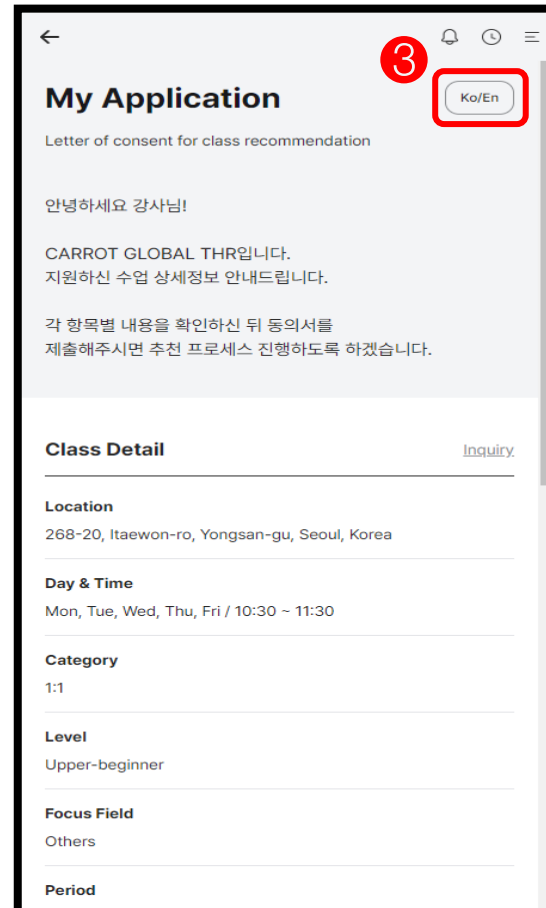 3
My Application
Ko/En
Letter of consent for class recommendation
안녕하세요 강사님!
CARROT GLOBAL THR입니다.
지원하신 수업 상세정보 안내드립니다.
각 항목별 내용을 확인하신 뒤 동의서를
제출해주시면 추천 프로세스 진행하도록 하겠습니다.
Class Detail
Inquiry
Location
268-20, Itaewon-ro, Yongsan-gu, Seoul, Korea
Day & Time
Mon, Tue, Wed, Thu, Fri / 10:30 ~ 11:30
Category
1:1
Level
Upper-beginner
Focus Field
Others
Period